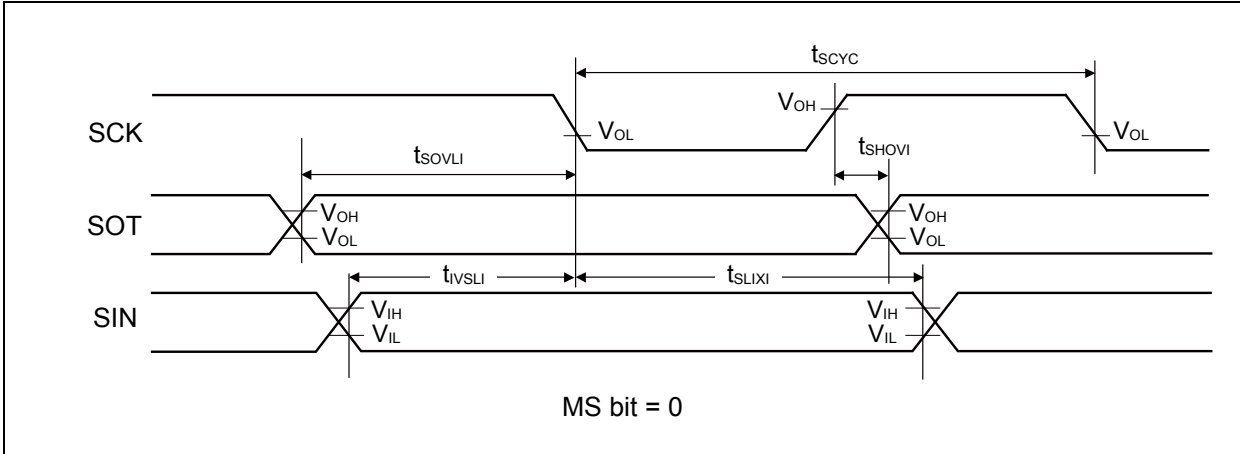 tSCYC
VOH
SCK
VOL
VOL
tSOVLI
tSHOVI
SOT
VOH
VOL
VOH
VOL
tIVSLI
tSLIXI
SIN
VIH
VIL
VIH
VIL
MS bit = 0